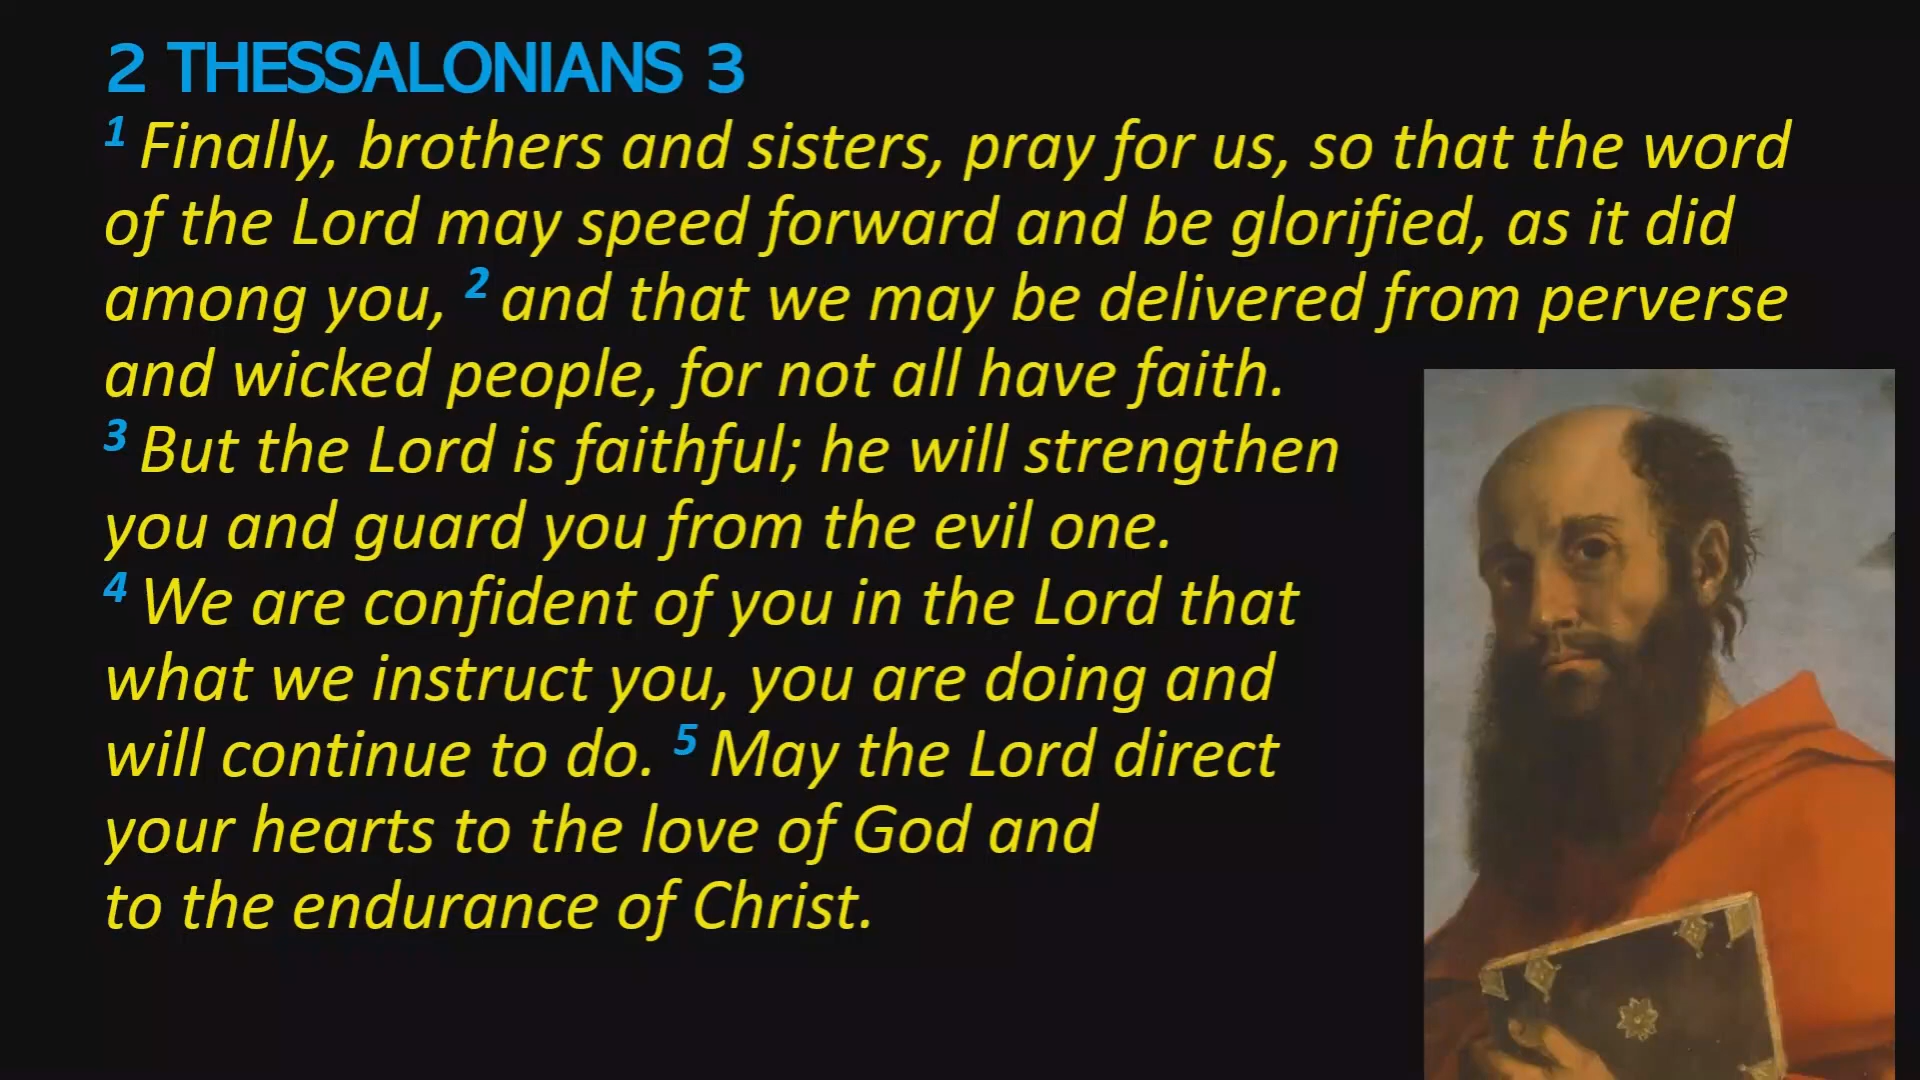 2 THESSALONIANS 3
1 Finally, brothers and sisters, pray for us, so that the word
of the Lord may speed forward and be glorified, as it did
among you, 2 and that we may be delivered from perverse
and wicked people, for not all have faith.
3 But the Lord is faithful; he will strengthen
you and guard you from the evil one.
4 We are confident of you in the Lord that
what we instruct you, you are doing and
will continue to do. 5 May the Lord direct
your hearts to the love of God and
to the endurance of Christ.